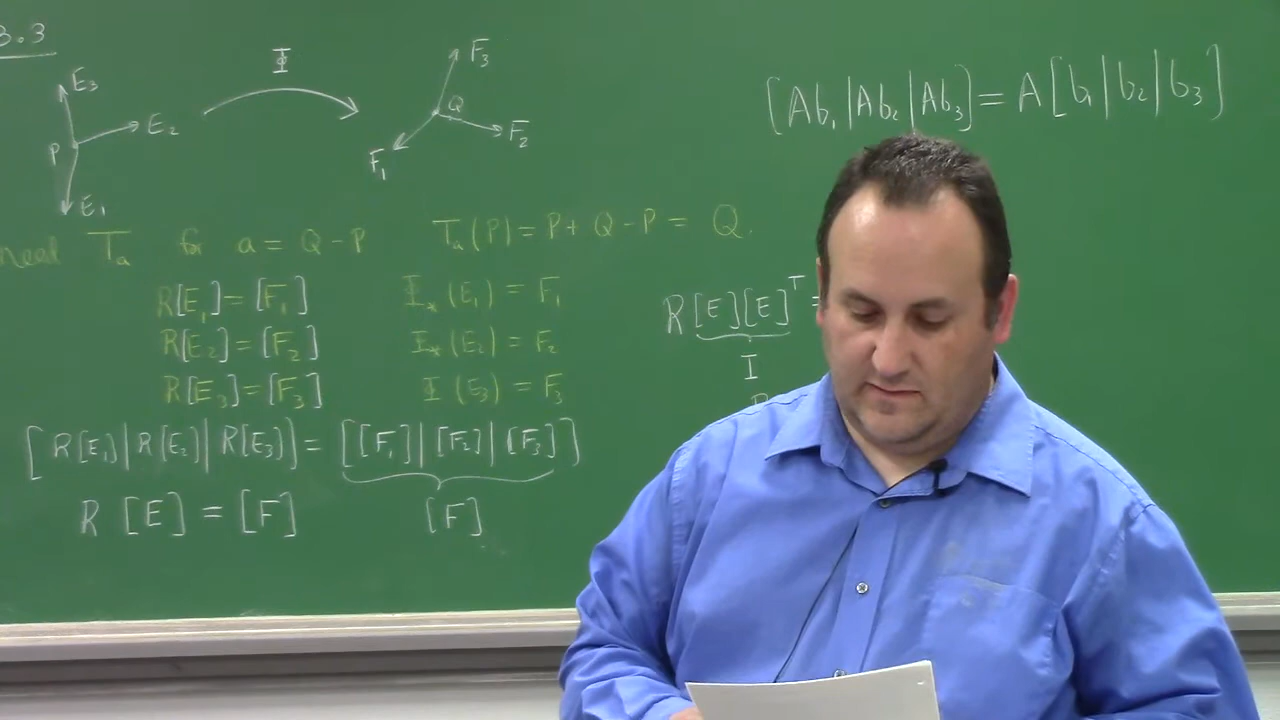 3.3
E₃
E₂
P
E₁
Φ
F₃
Q
F₂
F₁
[Ab₁|Ab₂|Ab₃] = A[b₁|b₂|b₃]
need Tₐ for a = Q - P Tₐ(P) = P + Q - P = Q.
R[E₁] = [F₁] Φ*(E₁) = F₁
R[E₂] = [F₂] Φ*(E₂) = F₂
R[E₃] = [F₃] Φ(E₃) = F₃
[R[E₁]|R[E₂]|R[E₃]] = [[F₁]|[F₂]|[F₃]]
R[E] = [F] [F]
R[E][E]ᵀ =
I